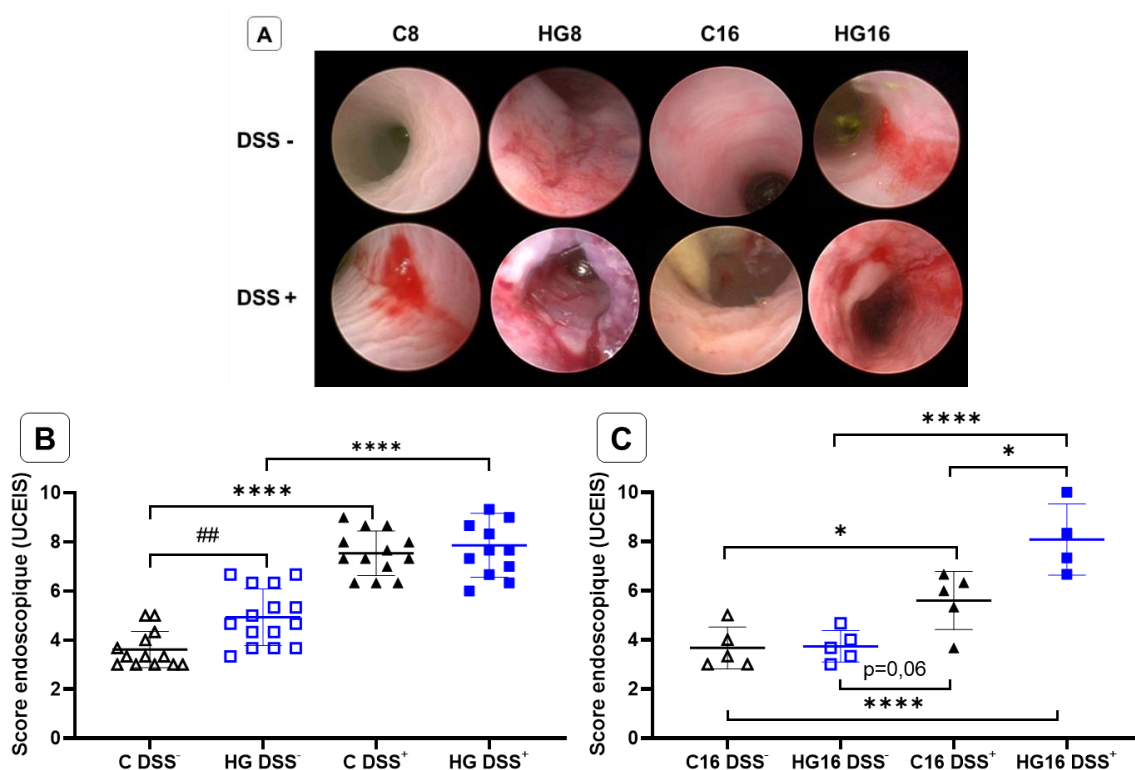 A
C8 HG8 C16 HG16
DSS -
DSS +
B
Score endoscopique (UCEIS)
10
8
6
4
2
0
****
****
##
C DSS⁻ HG DSS⁻ C DSS⁺ HG DSS⁺
C
Score endoscopique (UCEIS)
10
8
6
4
2
0
****
*
*
p=0,06
****
C16 DSS⁻ HG16 DSS⁻ C16 DSS⁺ HG16 DSS⁺